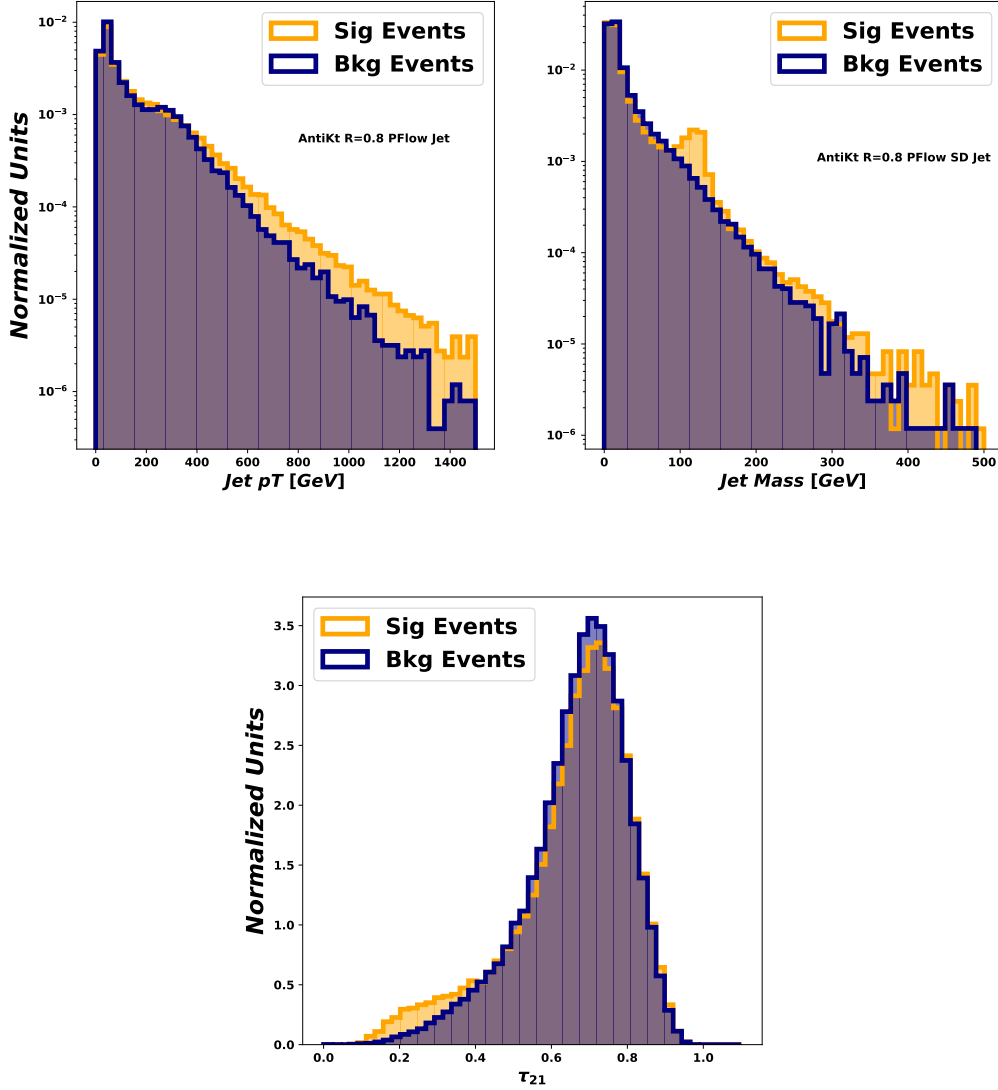 Sig Events
Bkg Events
AntiKt R=0.8 PFlow Jet
Normalized Units
10⁻²
10⁻³
10⁻⁴
10⁻⁵
10⁻⁶
0 200 400 600 800 1000 1200 1400
Jet pT [GeV]
Sig Events
Bkg Events
AntiKt R=0.8 PFlow SD Jet
10⁻²
10⁻³
10⁻⁴
10⁻⁵
10⁻⁶
0 100 200 300 400 500
Jet Mass [GeV]
Sig Events
Bkg Events
Normalized Units
3.5
3.0
2.5
2.0
1.5
1.0
0.5
0.0
0.0 0.2 0.4 0.6 0.8 1.0
τ₂₁